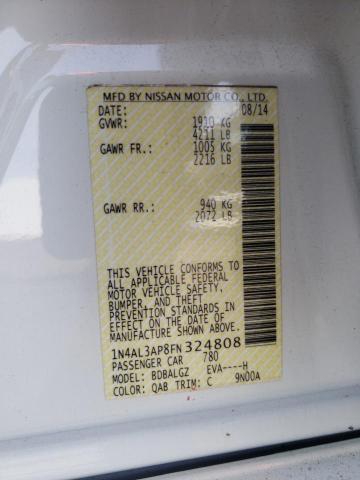 MFD BY NISSAN MOTOR CO., LTD.
DATE: 08/14
GVWR: 1910 KG
4211 LB
GAWR FR.: 1005 KG
2216 LB
GAWR RR.: 940 KG
2072 LB
THIS VEHICLE CONFORMS TO
ALL APPLICABLE FEDERAL
MOTOR VEHICLE SAFETY,
BUMPER, AND THEFT
PREVENTION STANDARDS IN
EFFECT ON THE DATE OF
MANUFACTURE SHOWN ABOVE.
1N4AL3AP8FN324808
PASSENGER CAR 780
MODEL: BDBALGZ EVA----H
COLOR: QAB TRIM: C 9N00A